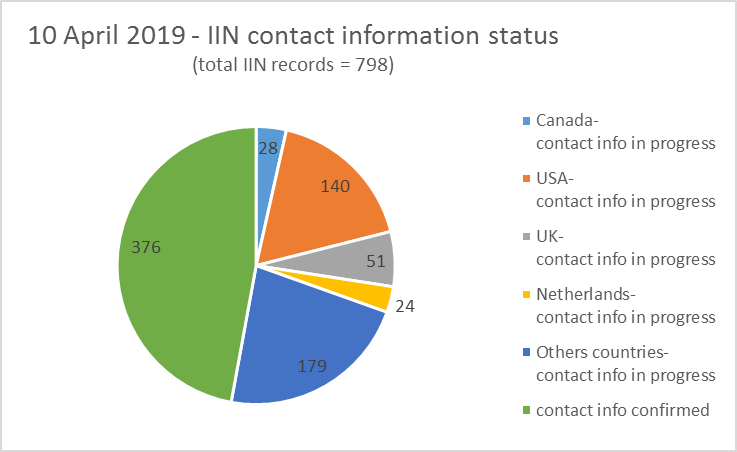 10 April 2019 - IIN contact information status
(total IIN records = 798)
28
140
376
51
24
179
Canada-
contact info in progress
USA-
contact info in progress
UK-
contact info in progress
Netherlands-
contact info in progress
Others countries-
contact info in progress
contact info confirmed